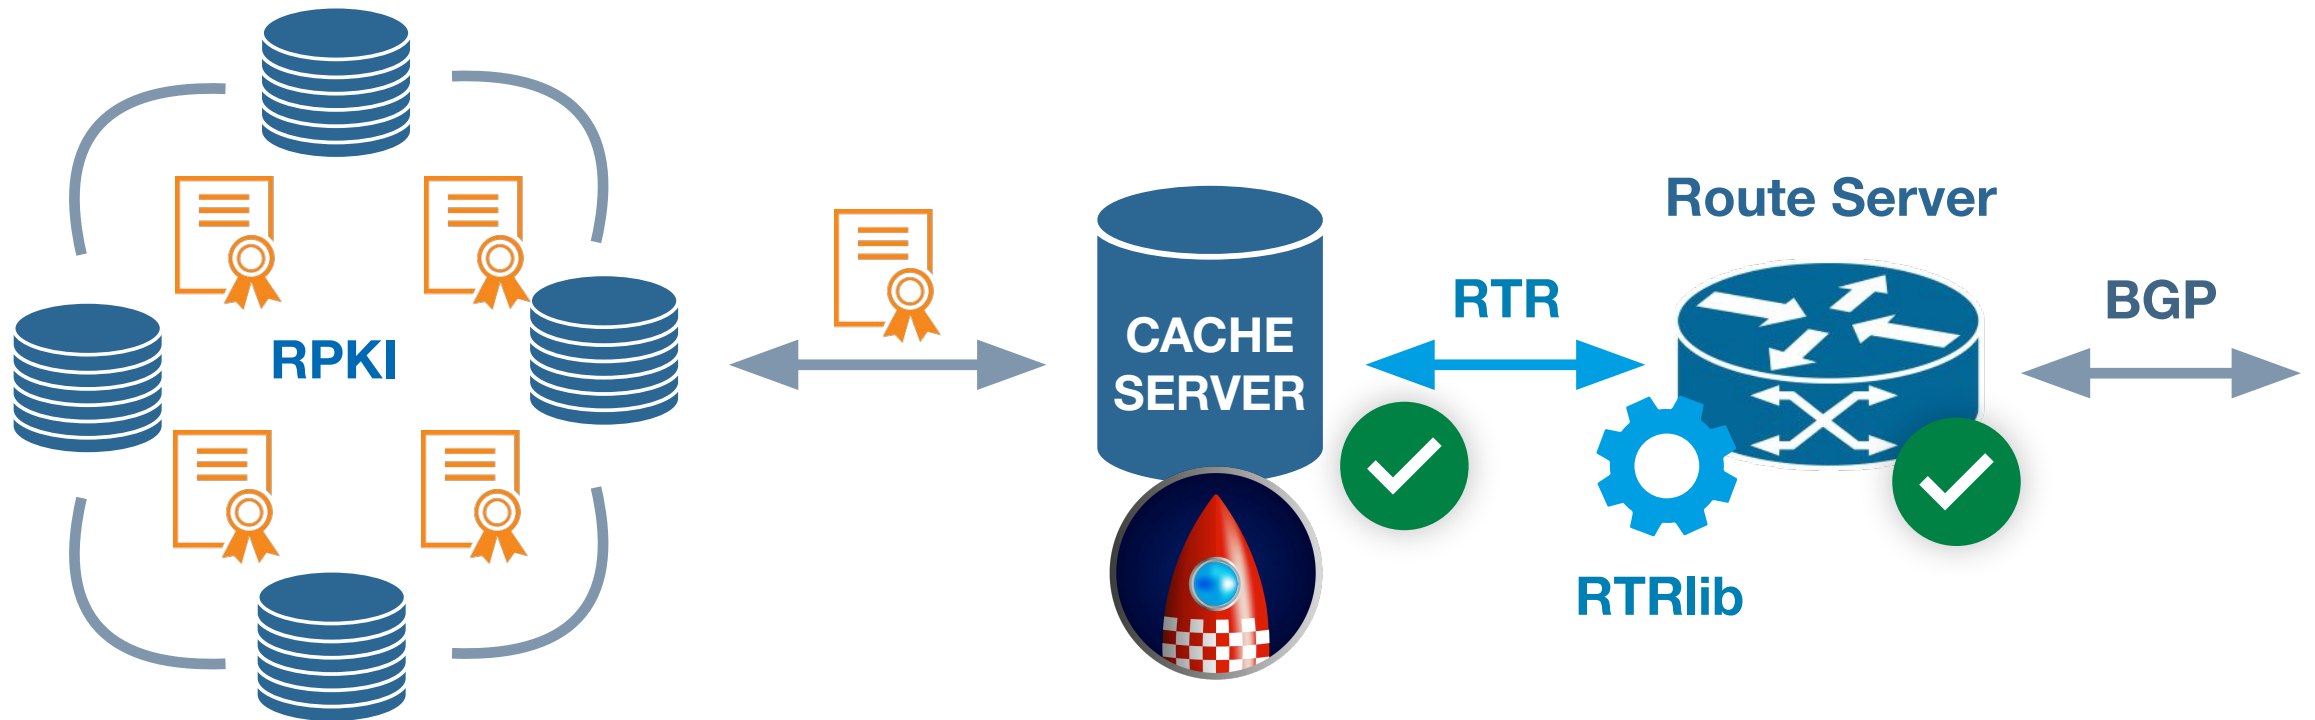 RPKI
CACHE
SERVER
RTR
Route Server
RTRlib
BGP